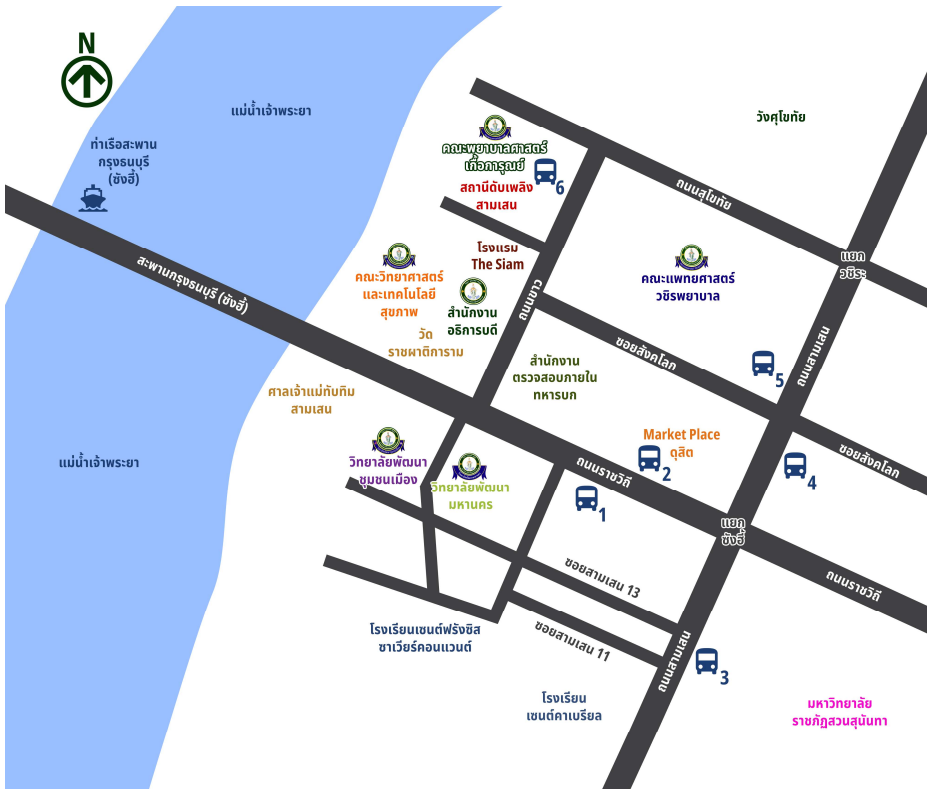 N
แม่น้ำเจ้าพระยา
ท่าเรือสะพาน
กรุงธนบุรี
(ซังฮี้)
วังศุโขทัย
คณะพยาบาลศาสตร์
เกื้อการุณย์
6
สถานีดับเพลิง
สามเสน
ถนนสุโขทัย
โรงแรม
The Siam
แยก
วชิระ
สะพานกรุงธนบุรี (ซังฮี้)
คณะวิทยาศาสตร์
และเทคโนโลยี
สุขภาพ
สำนักงาน
อธิการบดี
ถนนขาว
คณะแพทยศาสตร์
วชิรพยาบาล
วัด
ราชผาติการาม
ซอยสังคโลก
ถนนสามเสน
5
สำนักงาน
ตรวจสอบภายใน
ทหารบก
ศาลเจ้าแม่ทับทิม
สามเสน
Market Place
ดุสิต
แม่น้ำเจ้าพระยา
วิทยาลัยพัฒนา
ชุมชนเมือง
วิทยาลัยพัฒนา
มหานคร
ถนนราชวิถี
2
1
4
ซอยสังคโลก
แยก
ซังฮี้
ถนนราชวิถี
ซอยสามเสน 13
ซอยสามเสน 11
โรงเรียนเซนต์ฟรังซิส
ซาเวียร์คอนแวนต์
ถนนสามเสน
3
โรงเรียน
เซนต์คาเบรียล
มหาวิทยาลัย
ราชภัฏสวนสุนันทา